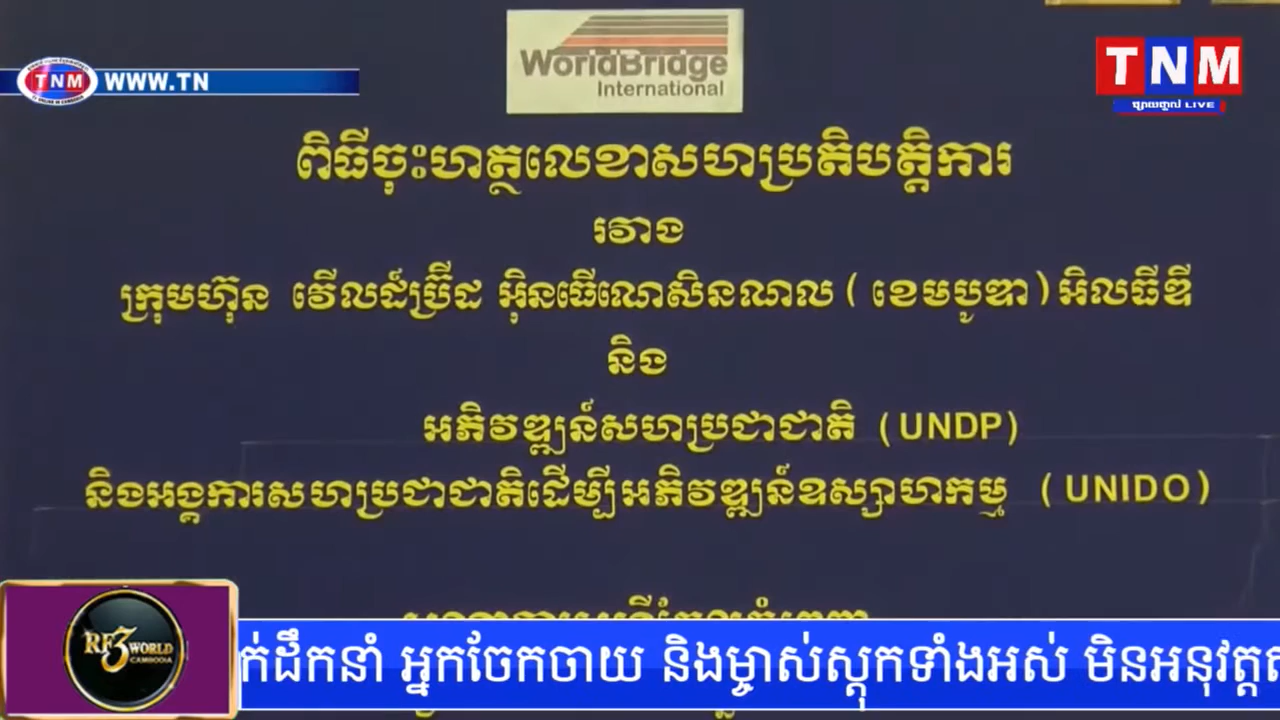 WorldBridge
International
TNM
WWW.TN
TNM
ផ្សាយផ្ទាល់ LIVE
ពិធីចុះហត្ថលេខាសហប្រតិបត្តិការ
រវាង
ក្រុមហ៊ុន វើលដ៍ប្រ៊ីដ អ៊ិនធើណេសិនណល ( ខេមបូឌា ) អិលធីឌី
និង
អភិវឌ្ឍន៍សហប្រជាជាតិ (UNDP)
និងអង្គការសហប្រជាជាតិដើម្បីអភិវឌ្ឍន៍ឧស្សាហកម្ម (UNIDO)
RF3 WORLD
CAMBODIA
ក់ដឹកនាំ អ្នកចែកចាយ និងម្ចាស់ស្តុកទាំងអស់ មិនអនុវត្ត